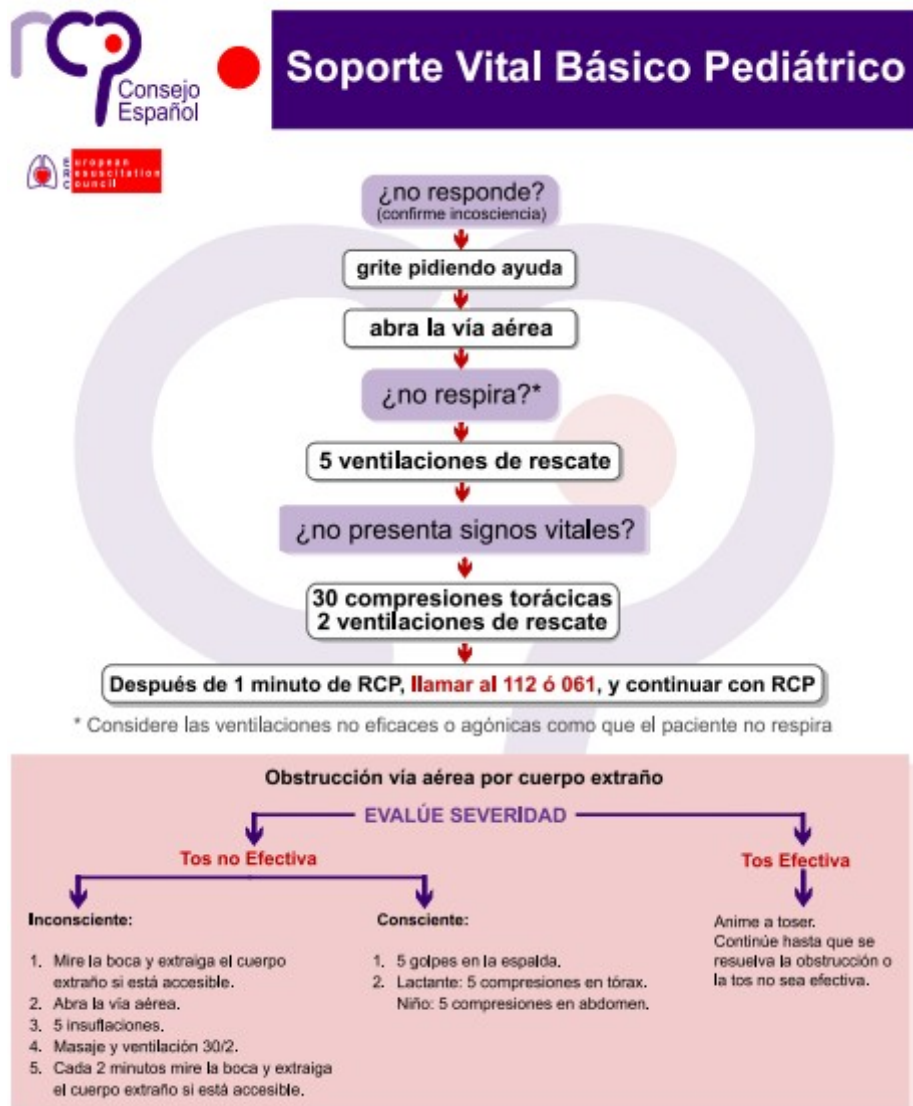 rcp
Consejo
Español
Soporte Vital Básico Pediátrico
european
resuscitation
council
¿no responde?
(confirme incosciencia)
grite pidiendo ayuda
abra la vía aérea
¿no respira?*
5 ventilaciones de rescate
¿no presenta signos vitales?
30 compresiones torácicas
2 ventilaciones de rescate
Después de 1 minuto de RCP, llamar al 112 ó 061, y continuar con RCP
* Considere las ventilaciones no eficaces o agónicas como que el paciente no respira
Obstrucción vía aérea por cuerpo extraño
EVALÚE SEVERIDAD
Tos no Efectiva
Tos Efectiva
Inconsciente:
1. Mire la boca y extraiga el cuerpo
extraño si está accesible.
2. Abra la vía aérea.
3. 5 insuflaciones.
4. Masaje y ventilación 30/2.
5. Cada 2 minutos mire la boca y extraiga
el cuerpo extraño si está accesible.
Consciente:
1. 5 golpes en la espalda.
2. Lactante: 5 compresiones en tórax.
Niño: 5 compresiones en abdomen.
Anime a toser.
Continúe hasta que se
resuelva la obstrucción o
la tos no sea efectiva.